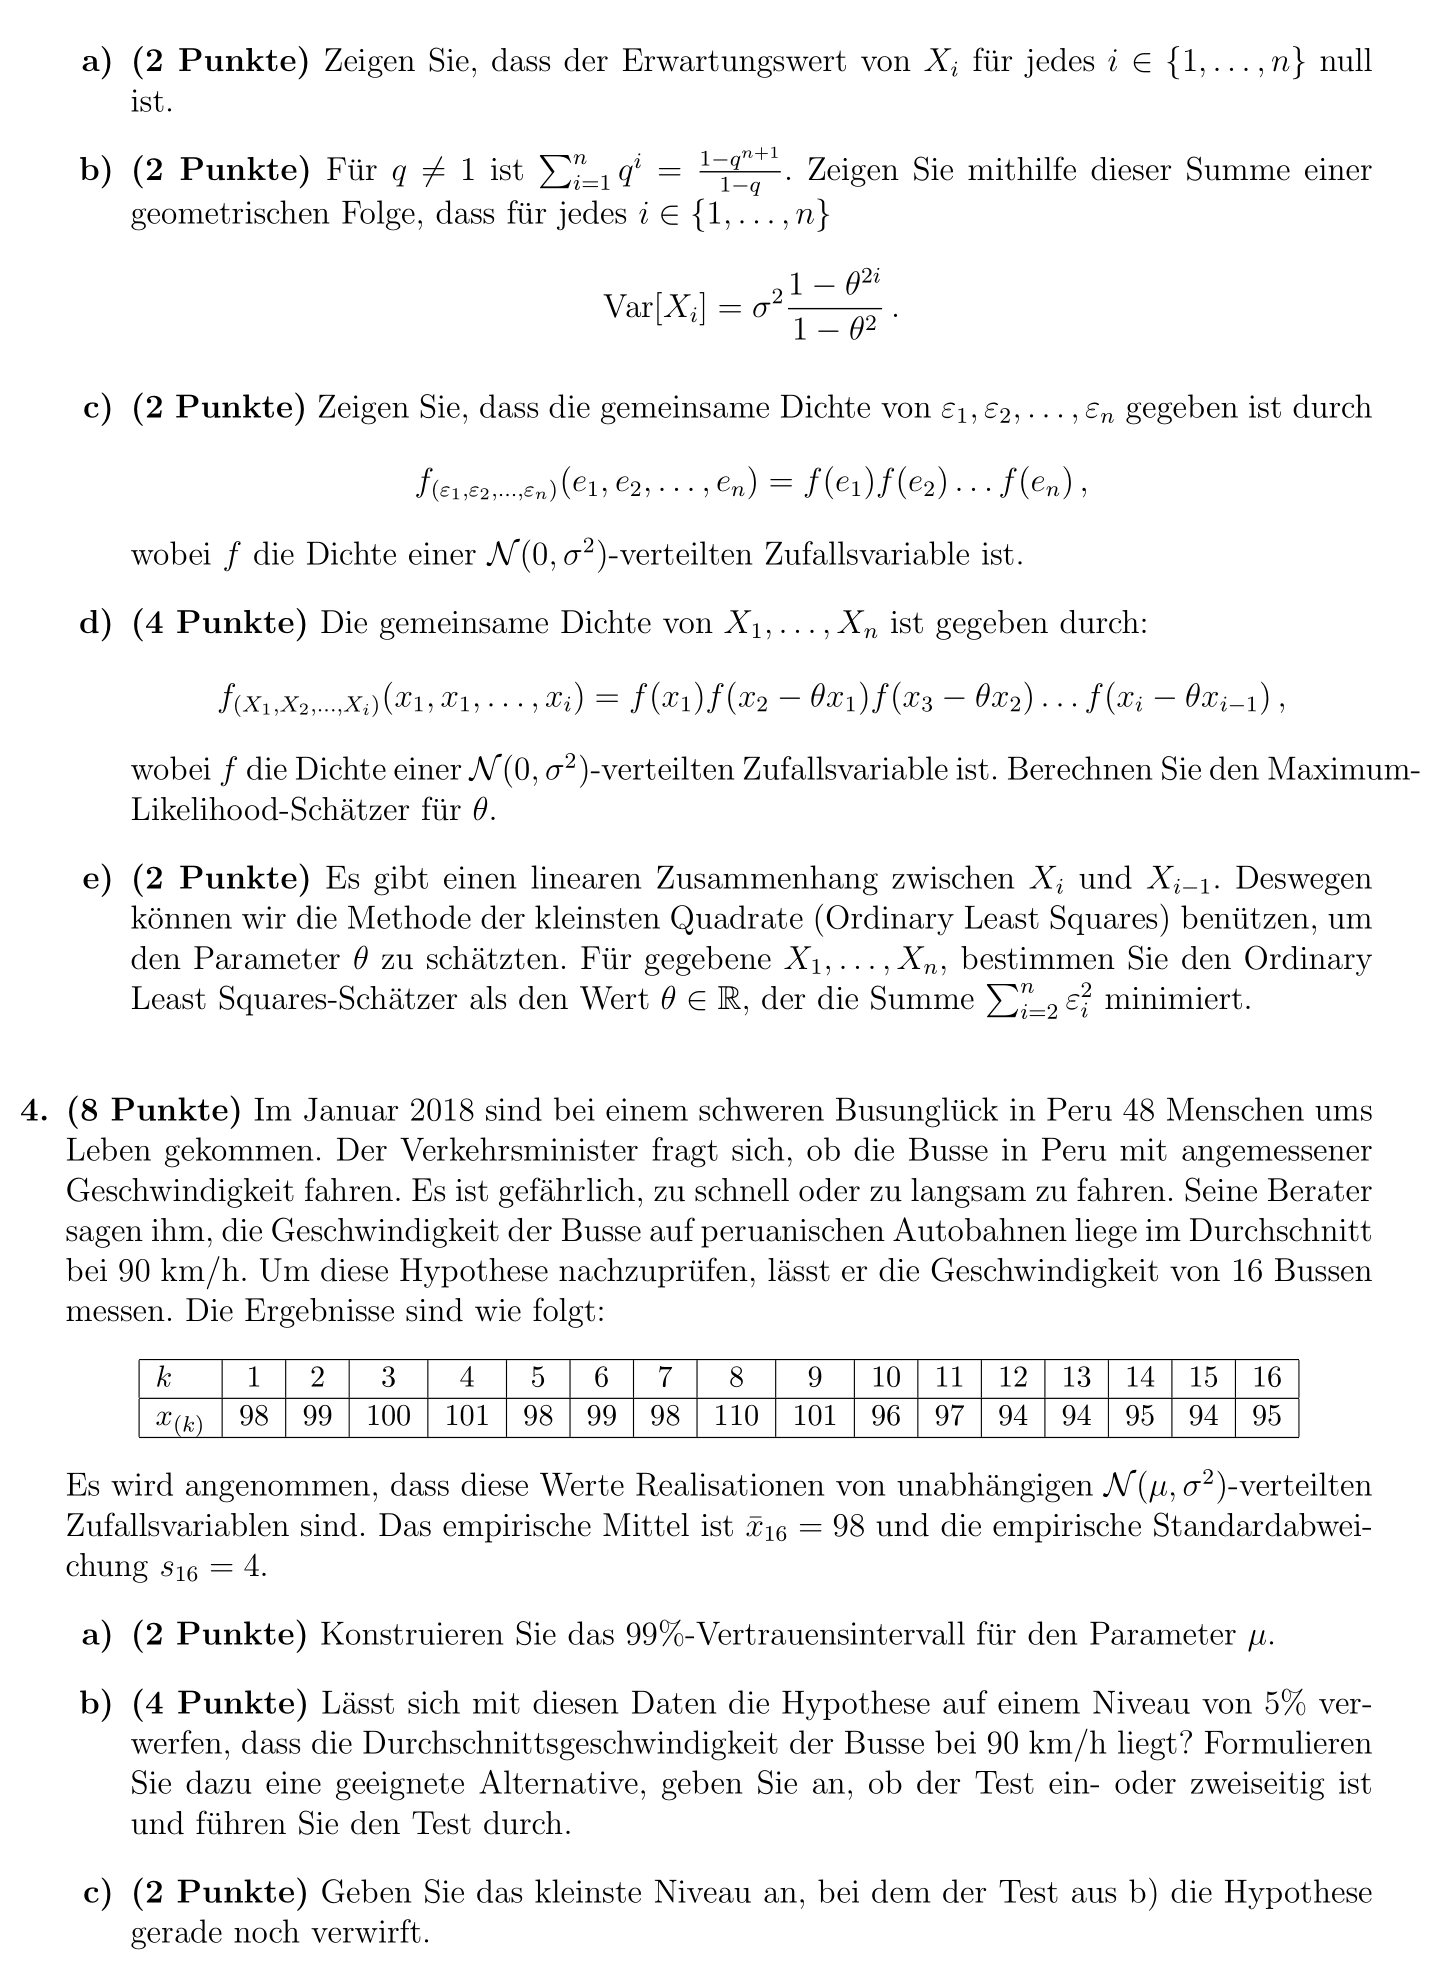 a) (2 Punkte) Zeigen Sie, dass der Erwartungswert von $X_i$ für jedes $i \in \{1, \ldots, n\}$ null
ist.
b) (2 Punkte) Für $q \neq 1$ ist $\sum_{i=1}^{n} q^i = \frac{1-q^{n+1}}{1-q}$. Zeigen Sie mithilfe dieser Summe einer
geometrischen Folge, dass für jedes $i \in \{1, \ldots, n\}$
$\mathrm{Var}[X_i] = \sigma^2 \frac{1 - \theta^{2i}}{1 - \theta^2}\,.$
c) (2 Punkte) Zeigen Sie, dass die gemeinsame Dichte von $\varepsilon_1, \varepsilon_2, \ldots, \varepsilon_n$ gegeben ist durch
$f_{(\varepsilon_1,\varepsilon_2,\ldots,\varepsilon_n)}(e_1, e_2, \ldots, e_n) = f(e_1)f(e_2) \ldots f(e_n)\,,$
wobei $f$ die Dichte einer $\mathcal{N}(0, \sigma^2)$-verteilten Zufallsvariable ist.
d) (4 Punkte) Die gemeinsame Dichte von $X_1, \ldots, X_n$ ist gegeben durch:
$f_{(X_1,X_2,\ldots,X_i)}(x_1, x_1, \ldots, x_i) = f(x_1)f(x_2 - \theta x_1)f(x_3 - \theta x_2) \ldots f(x_i - \theta x_{i-1})\,,$
wobei $f$ die Dichte einer $\mathcal{N}(0, \sigma^2)$-verteilten Zufallsvariable ist. Berechnen Sie den Maximum-
Likelihood-Schätzer für $\theta$.
e) (2 Punkte) Es gibt einen linearen Zusammenhang zwischen $X_i$ und $X_{i-1}$. Deswegen
können wir die Methode der kleinsten Quadrate (Ordinary Least Squares) benützen, um
den Parameter $\theta$ zu schätzten. Für gegebene $X_1, \ldots, X_n$, bestimmen Sie den Ordinary
Least Squares-Schätzer als den Wert $\theta \in \mathbb{R}$, der die Summe $\sum_{i=2}^{n} \varepsilon_i^2$ minimiert.
4. (8 Punkte) Im Januar 2018 sind bei einem schweren Busunglück in Peru 48 Menschen ums
Leben gekommen. Der Verkehrsminister fragt sich, ob die Busse in Peru mit angemessener
Geschwindigkeit fahren. Es ist gefährlich, zu schnell oder zu langsam zu fahren. Seine Berater
sagen ihm, die Geschwindigkeit der Busse auf peruanischen Autobahnen liege im Durchschnitt
bei 90 km/h. Um diese Hypothese nachzuprüfen, lässt er die Geschwindigkeit von 16 Bussen
messen. Die Ergebnisse sind wie folgt:
$k$ 1 2 3 4 5 6 7 8 9 10 11 12 13 14 15 16
$x_{(k)}$ 98 99 100 101 98 99 98 110 101 96 97 94 94 95 94 95
Es wird angenommen, dass diese Werte Realisationen von unabhängigen $\mathcal{N}(\mu, \sigma^2)$-verteilten
Zufallsvariablen sind. Das empirische Mittel ist $\bar{x}_{16} = 98$ und die empirische Standardabwei-
chung $s_{16} = 4$.
a) (2 Punkte) Konstruieren Sie das 99%-Vertrauensintervall für den Parameter $\mu$.
b) (4 Punkte) Lässt sich mit diesen Daten die Hypothese auf einem Niveau von 5% ver-
werfen, dass die Durchschnittsgeschwindigkeit der Busse bei 90 km/h liegt? Formulieren
Sie dazu eine geeignete Alternative, geben Sie an, ob der Test ein- oder zweiseitig ist
und führen Sie den Test durch.
c) (2 Punkte) Geben Sie das kleinste Niveau an, bei dem der Test aus b) die Hypothese
gerade noch verwirft.